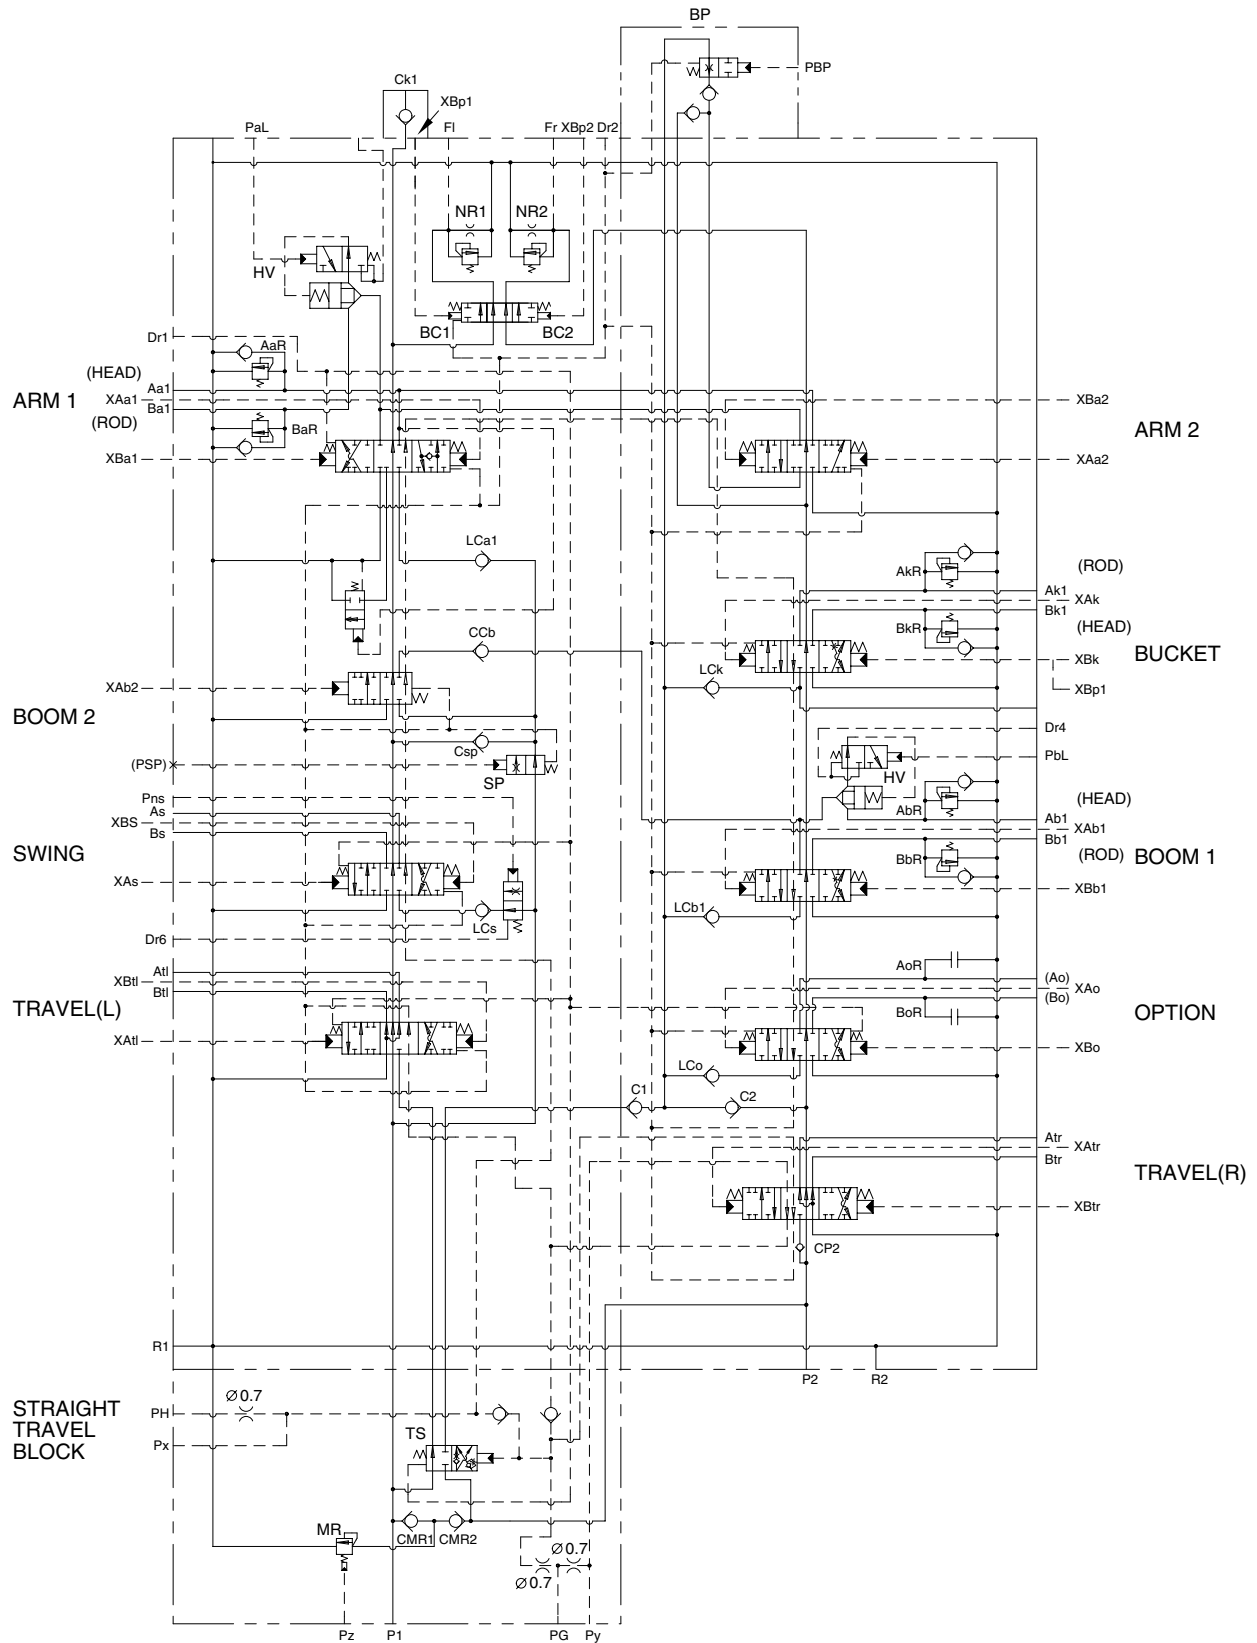 BP
PBP
Ck1
XBp1
PaL
Fl
Fr XBp2 Dr2
NR1
NR2
HV
BC1
BC2
Dr1
AaR
(HEAD)
Aa1
ARM 1
XAa1
Ba1
(ROD)
BaR
XBa1
XBa2
ARM 2
XAa2
LCa1
AkR
(ROD)
Ak1
XAk
Bk1
BkR
(HEAD)
CCb
BUCKET
XBk
LCk
XAb2
XBp1
BOOM 2
Dr4
Csp
PbL
(PSP)
SP
HV
Pns
As
XBS
Bs
AbR
(HEAD)
Ab1
XAb1
Bb1
SWING
BbR
(ROD)
BOOM 1
XAs
XBb1
LCb1
LCs
Dr6
AoR
Atl
XBtl
Btl
(Ao)
XAo
(Bo)
TRAVEL(L)
BoR
OPTION
XAtl
XBo
LCo
C1
C2
Atr
XAtr
Btr
TRAVEL(R)
XBtr
CP2
R1
P2
R2
Ø0.7
STRAIGHT
TRAVEL
BLOCK
PH
Px
TS
MR
CMR1
CMR2
Ø0.7
Ø0.7
Pz
P1
PG
Py